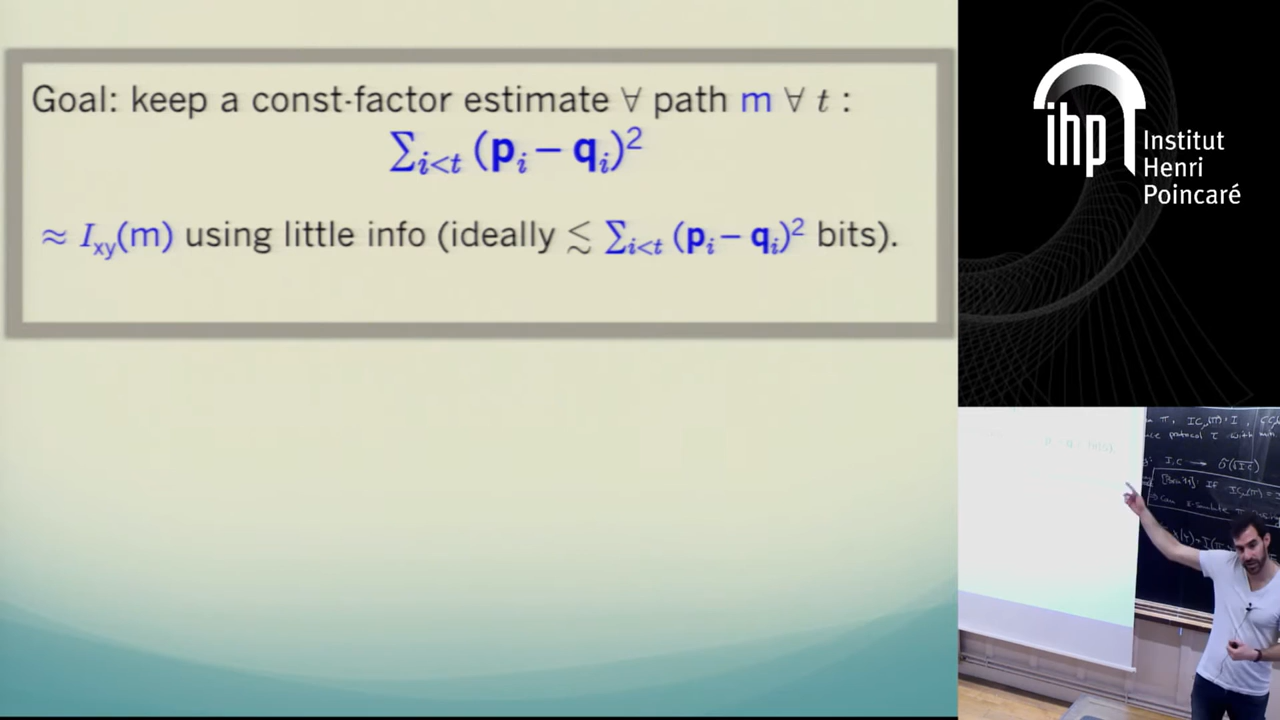 Goal: keep a const-factor estimate ∀ path m ∀ t :
∑i<t (pi − qi)²
≈ Ixy(m) using little info (ideally ≲ ∑i<t (pi − qi)² bits).
ihp
Institut
Henri
Poincaré